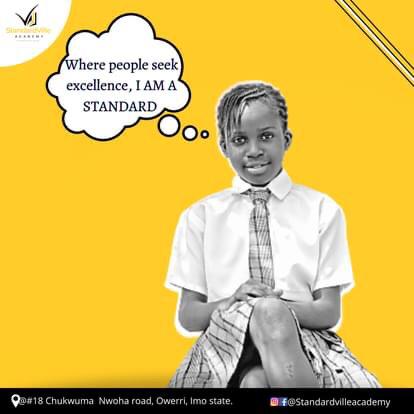 Standardville
ACADEMY
Where people seek
excellence, I AM A
STANDARD
@#18 Chukwuma Nwoha road, Owerri, Imo state.
@Standardvilleacademy